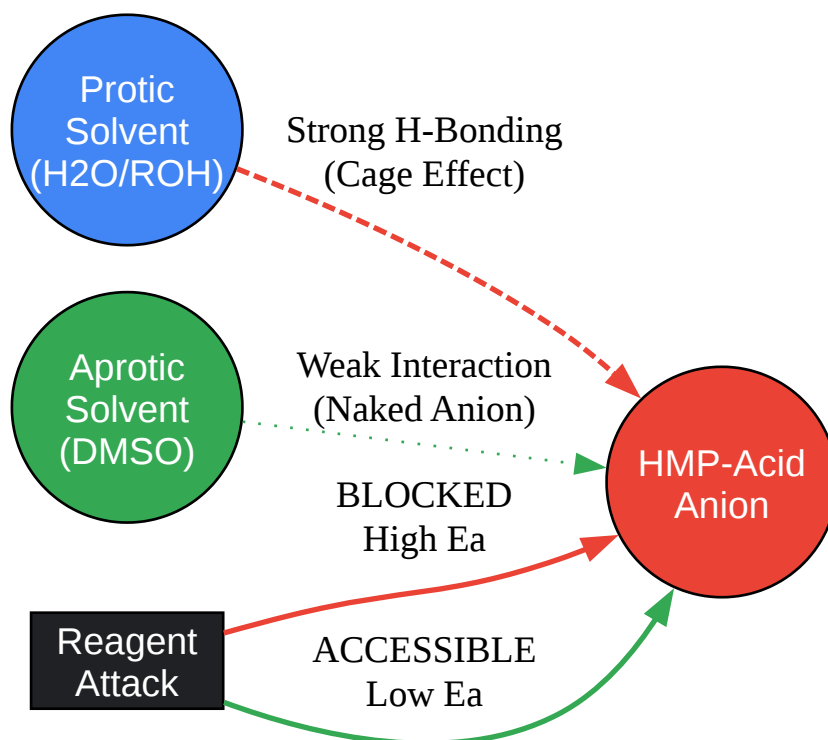 Protic
Solvent
(H2O/ROH)
Strong H-Bonding
(Cage Effect)
Aprotic
Solvent
(DMSO)
Weak Interaction
(Naked Anion)
HMP-Acid
Anion
BLOCKED
High Ea
Reagent
Attack
ACCESSIBLE
Low Ea